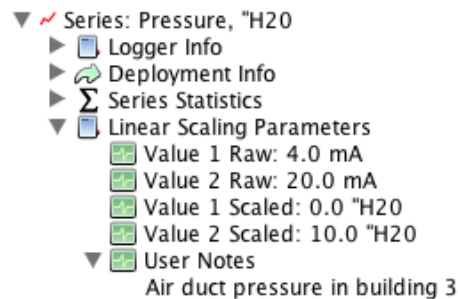 Series: Pressure, "H20
Logger Info
Deployment Info
Σ Series Statistics
Linear Scaling Parameters
Value 1 Raw: 4.0 mA
Value 2 Raw: 20.0 mA
Value 1 Scaled: 0.0 "H20
Value 2 Scaled: 10.0 "H20
User Notes
Air duct pressure in building 3